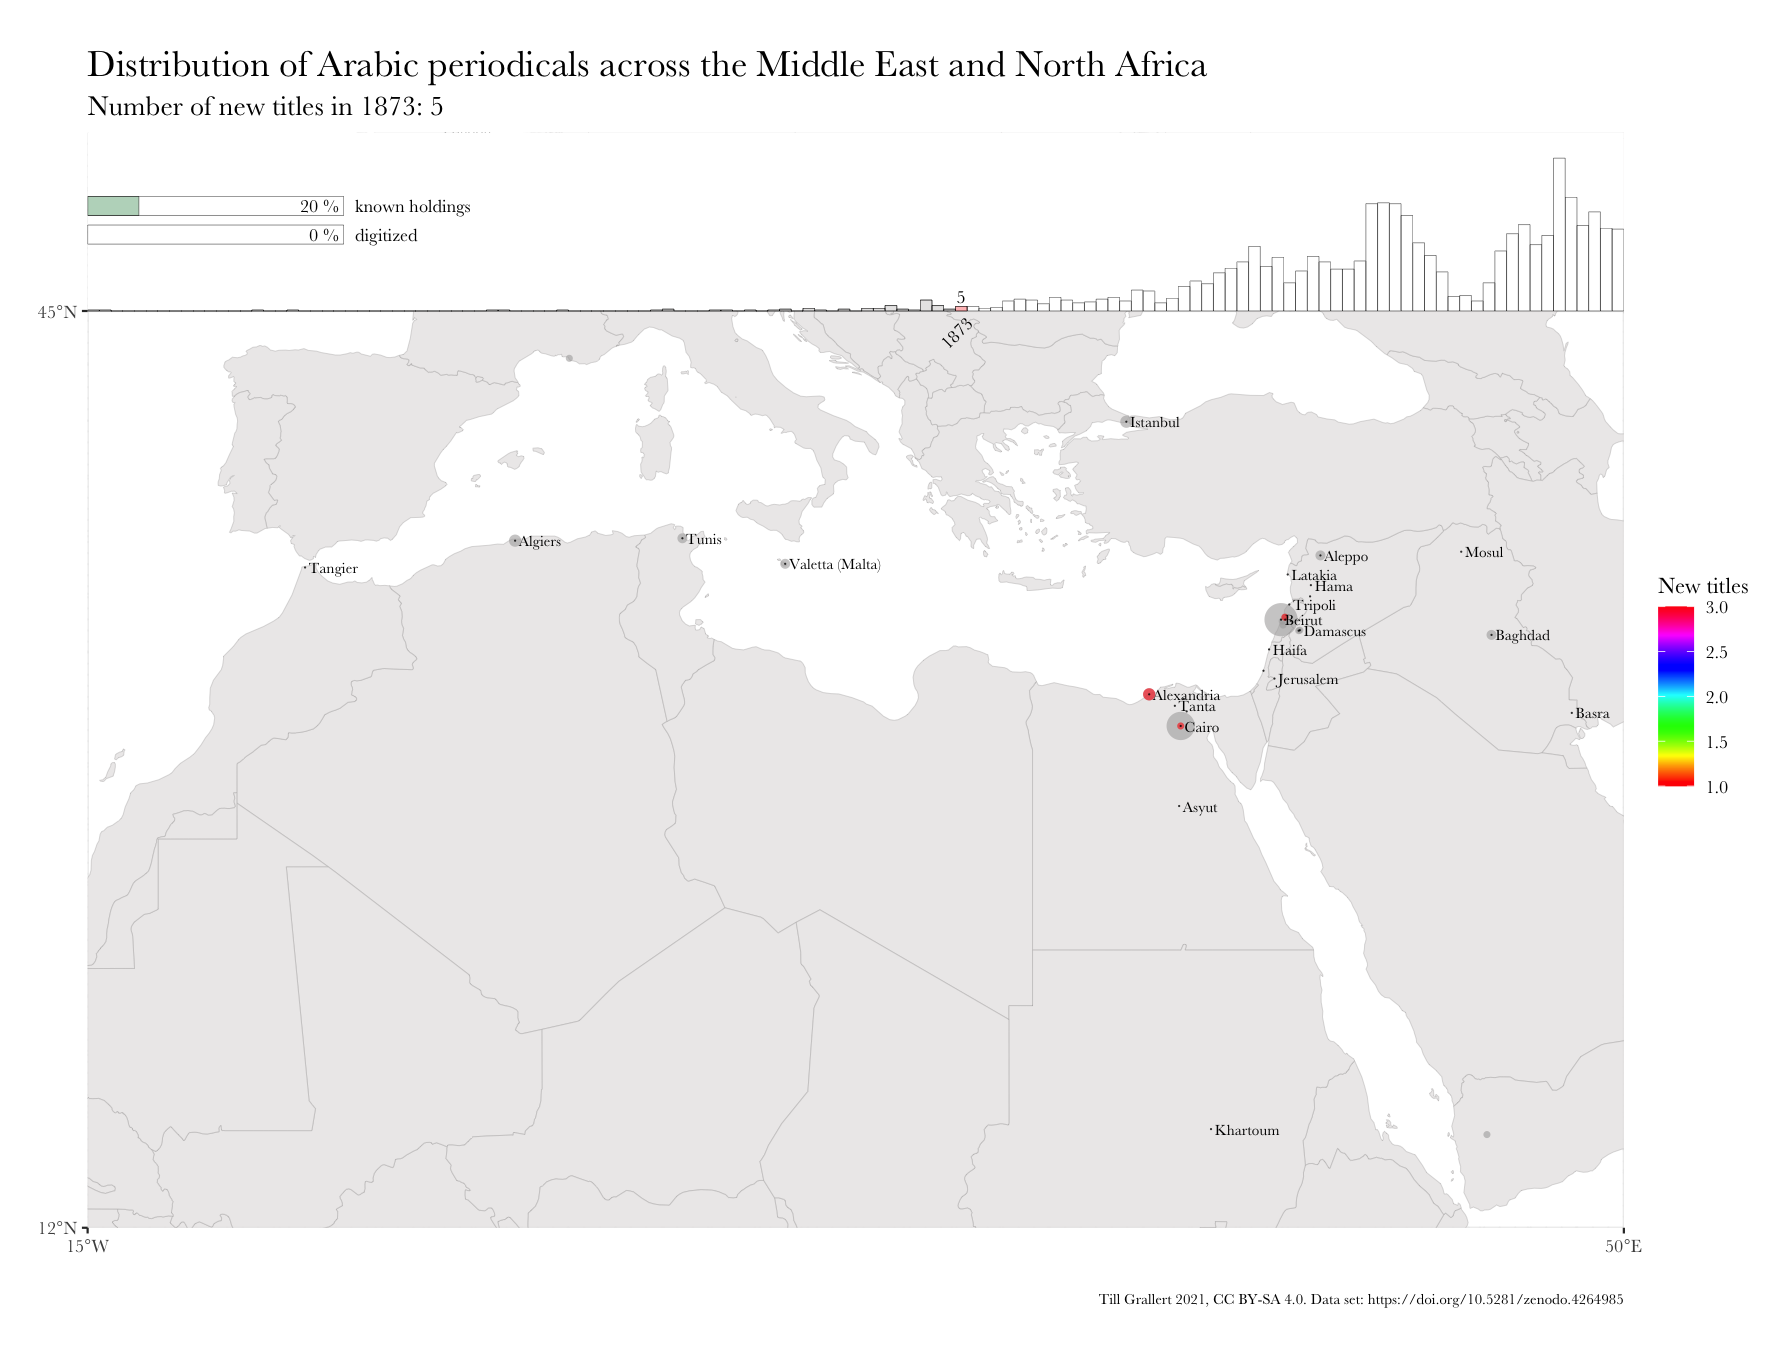 Distribution of Arabic periodicals across the Middle East and North Africa
Number of new titles in 1873: 5
20 % known holdings
0 % digitized
5
1873
45°N
Istanbul
Algiers
Tunis
Tangier
Valetta (Malta)
Aleppo
Mosul
Latakia
Hama
Tripoli
Beirut
Damascus
Baghdad
Haifa
Jerusalem
Alexandria
Tanta
Basra
Cairo
Asyut
Khartoum
New titles
3.0
2.5
2.0
1.5
1.0
12°N
15°W
50°E
Till Grallert 2021, CC BY-SA 4.0. Data set: https://doi.org/10.5281/zenodo.4264985